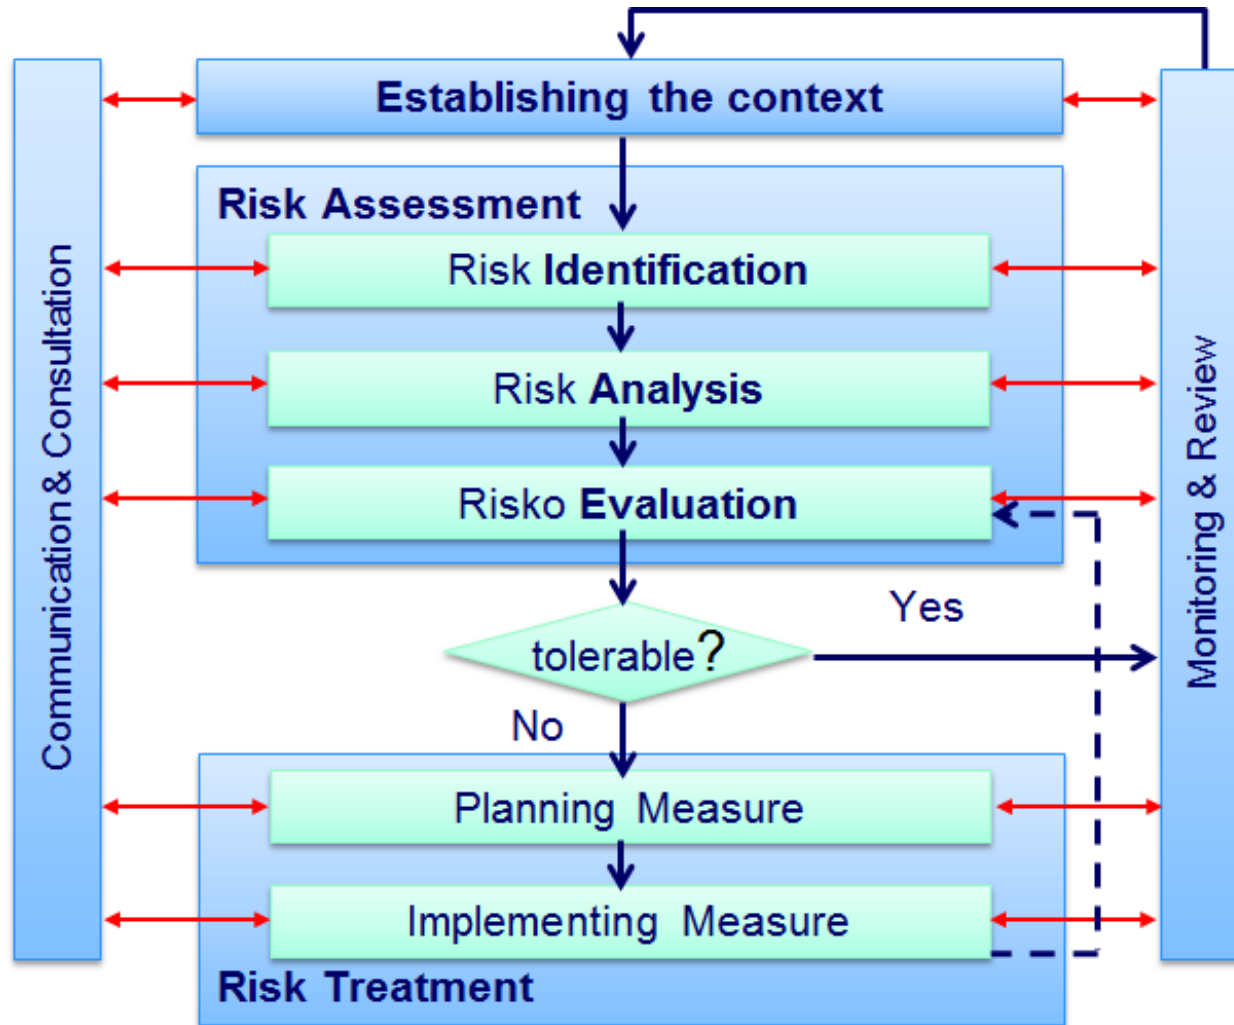 Establishing the context
Risk Assessment
Risk Identification
Risk Analysis
Risko Evaluation
tolerable?
Yes
No
Planning Measure
Implementing Measure
Risk Treatment
Communication & Consultation
Monitoring & Review